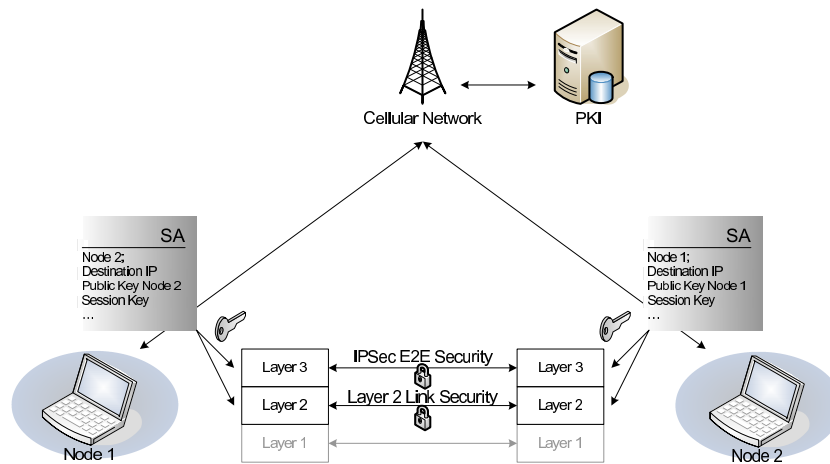 Cellular Network
PKI
SA
Node 2;
Destination IP
Public Key Node 2
Session Key
...
SA
Node 1;
Destination IP
Public Key Node 1
Session Key
...
Layer 3
IPSec E2E Security
Layer 3
Layer 2
Layer 2 Link Security
Layer 2
Layer 1
Layer 1
Node 1
Node 2